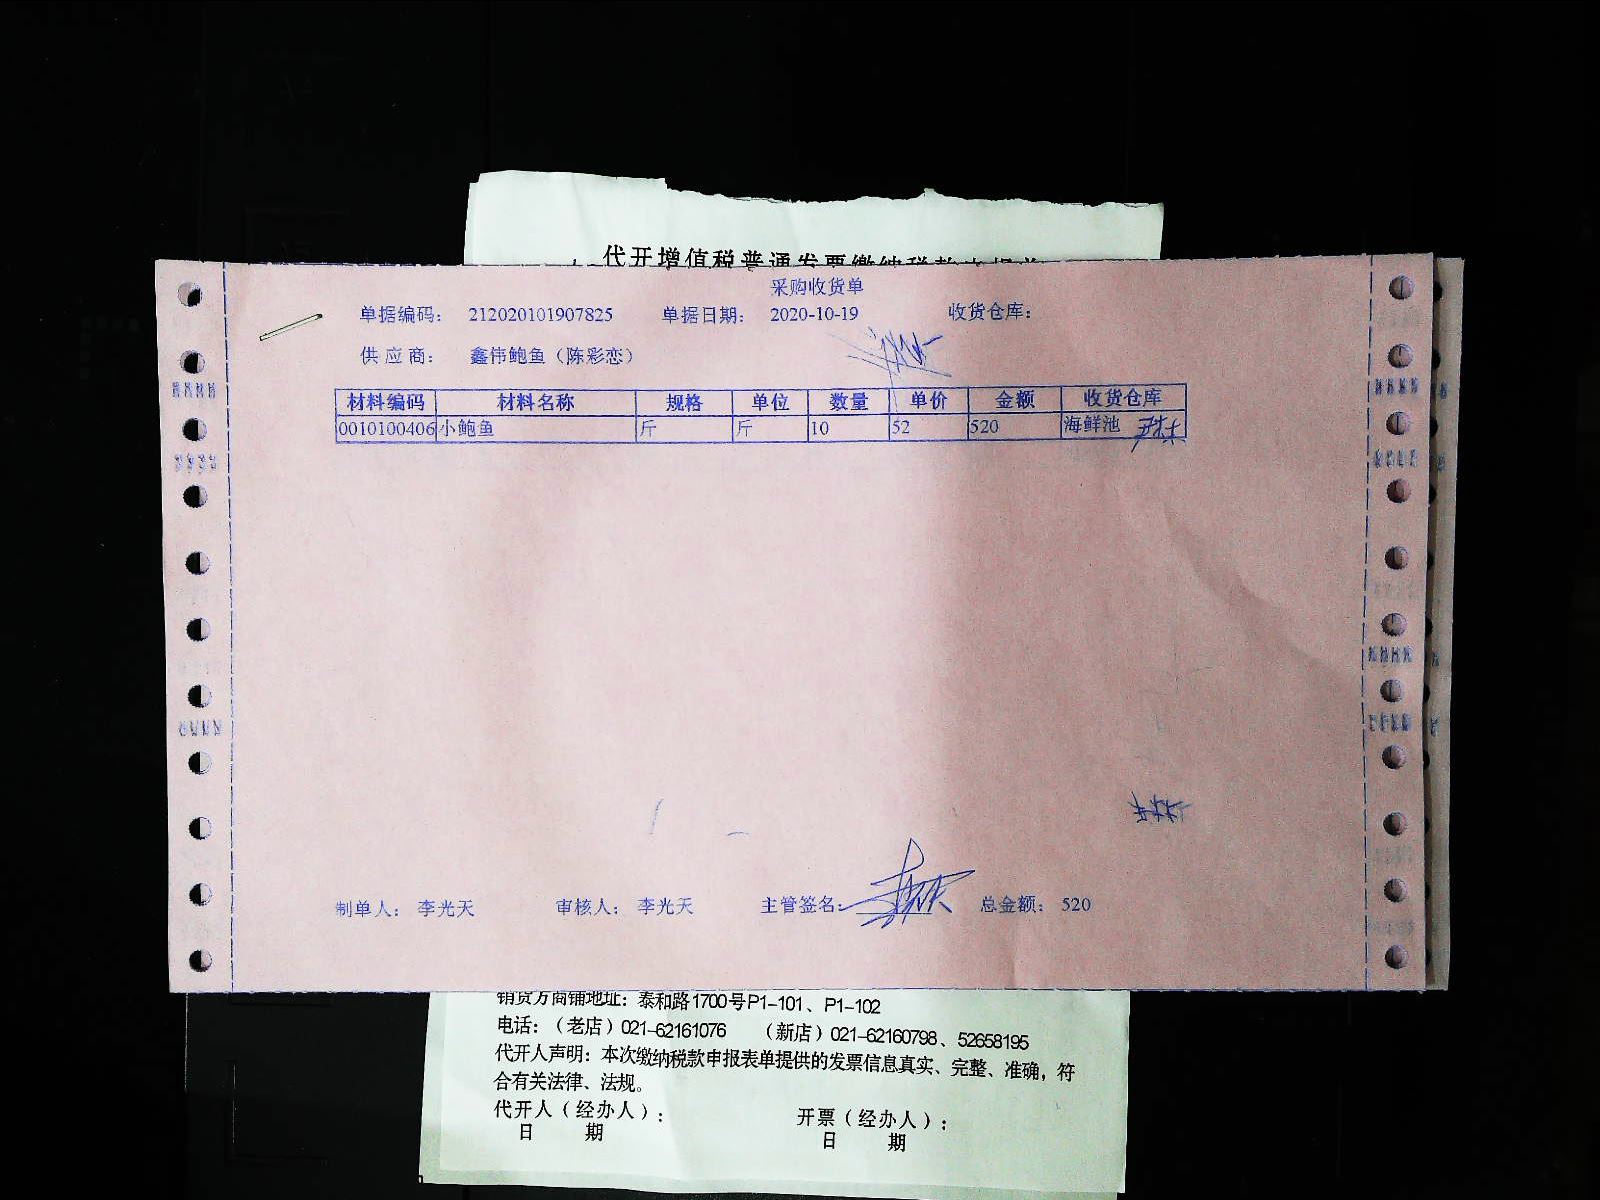 代开增值税普通发票缴纳税款申报单
采购收货单
单据编码： 212020101907825 单据日期： 2020-10-19 收货仓库：
供应商： 鑫伟鲍鱼（陈彩恋）
材料编码 材料名称 规格 单位 数量 单价 金额 收货仓库
0010100406 小鲍鱼 斤 斤 10 52 520 海鲜池
制单人： 李光天 审核人： 李光天 主管签名： 总金额： 520
销货方商铺地址：泰和路1700号P1-101、P1-102
电话：（老店）021-62161076 （新店）021-62160798、52658195
代开人声明：本次缴纳税款申报表单提供的发票信息真实、完整、准确，符
合有关法律、法规。
代开人（经办人）： 开票（经办人）：
日 期 日 期